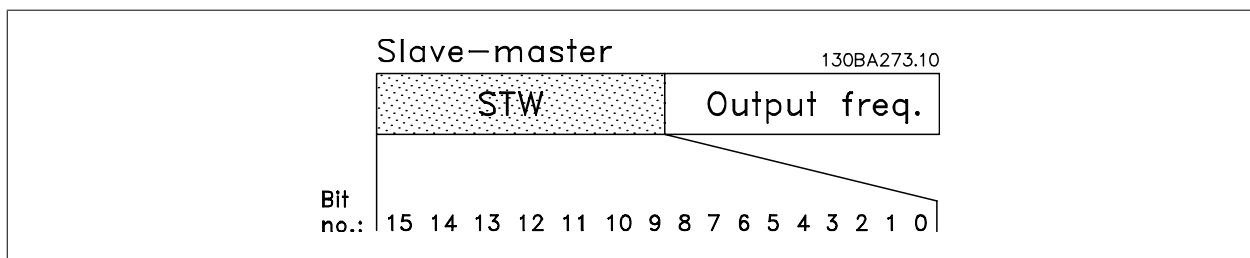 Slave-master 130BA273.10
STW Output freq.
Bit
no.: 15 14 13 12 11 10 9 8 7 6 5 4 3 2 1 0